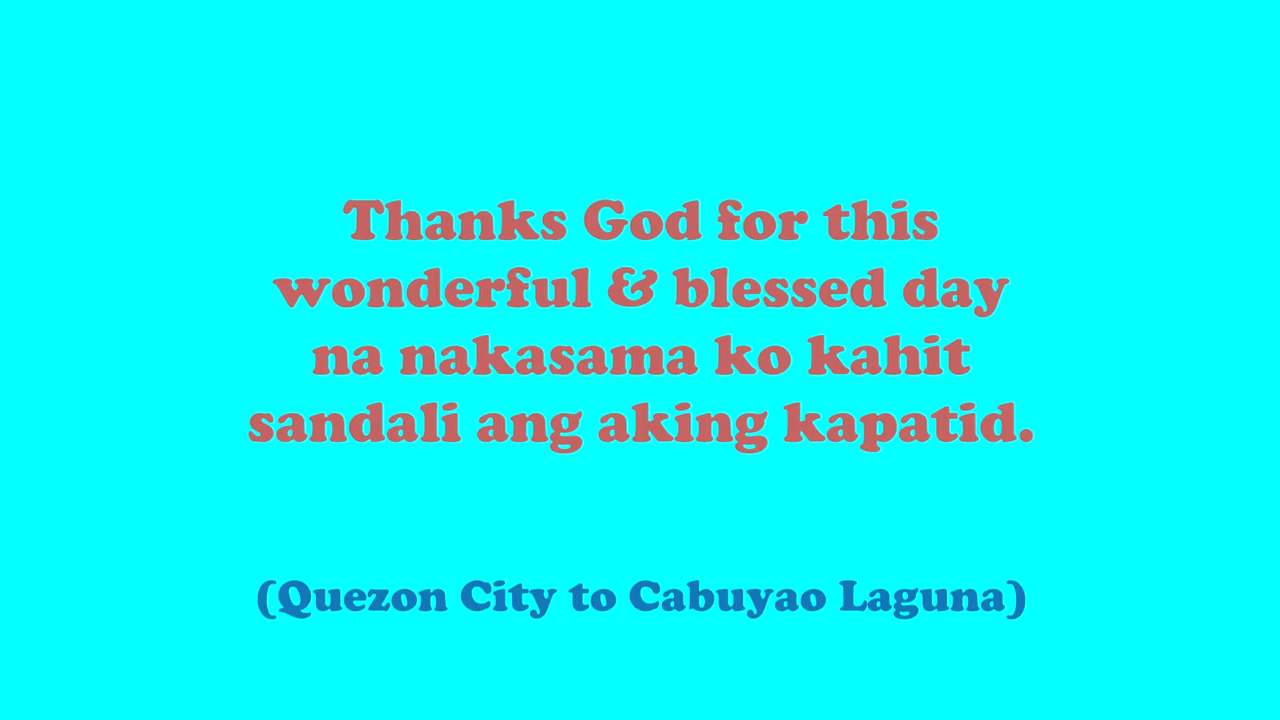 Thanks God for this
wonderful & blessed day
na nakasama ko kahit
sandali ang aking kapatid.
(Quezon City to Cabuyao Laguna)